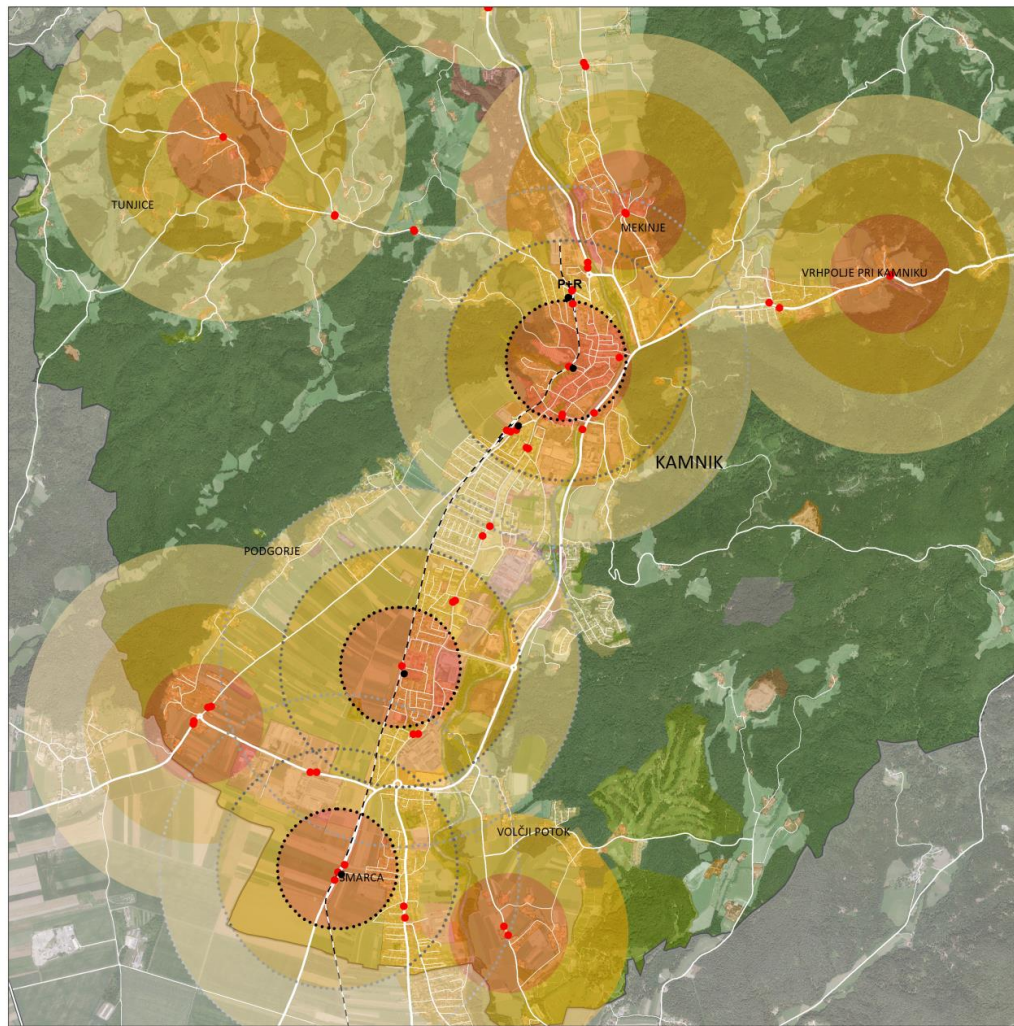 TUNJICE
MEKINJE
VRHPOLJE PRI KAMNIKU
P+R
KAMNIK
PODGORJE
VOLČJI POTOK
ŠMARCA